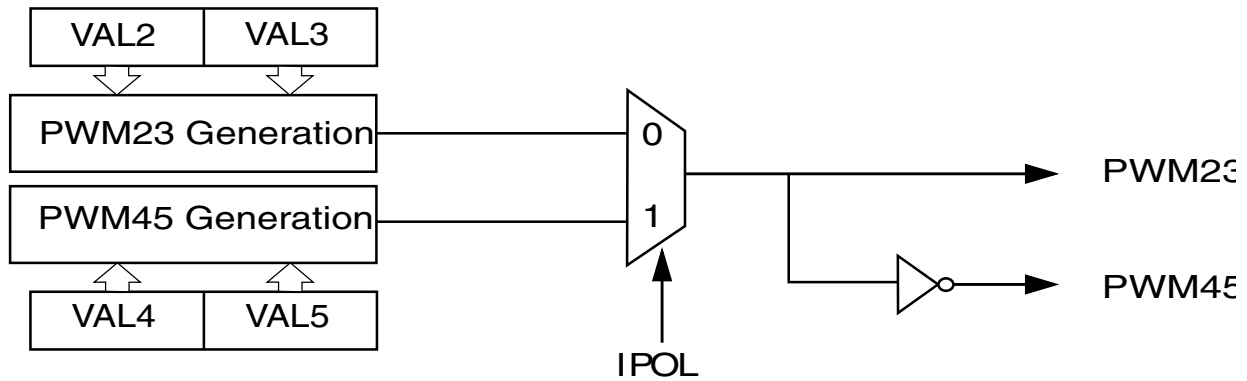 VAL2 VAL3
PWM23 Generation
0
PWM23
PWM45 Generation
1
PWM45
VAL4 VAL5
IPOL